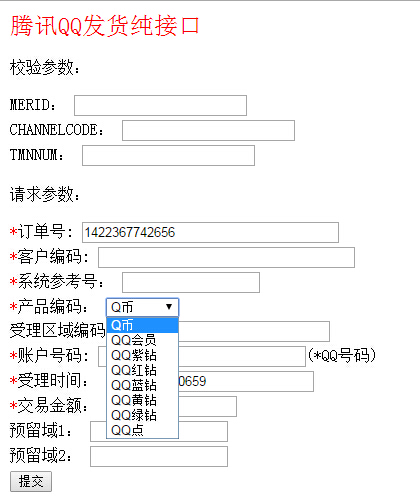 腾讯QQ发货纯接口
校验参数:
MERID:
CHANNELCODE:
TMNNUM:
请求参数:
*订单号: 1422367742656
*客户编码:
*系统参考号:
*产品编码: Q币
Q币
QQ会员
QQ紫钻
QQ红钻
QQ蓝钻
QQ黄钻
QQ绿钻
QQ点
受理区域编码
*账户号码: (*QQ号码)
*受理时间: 0659
*交易金额:
预留域1:
预留域2:
提交